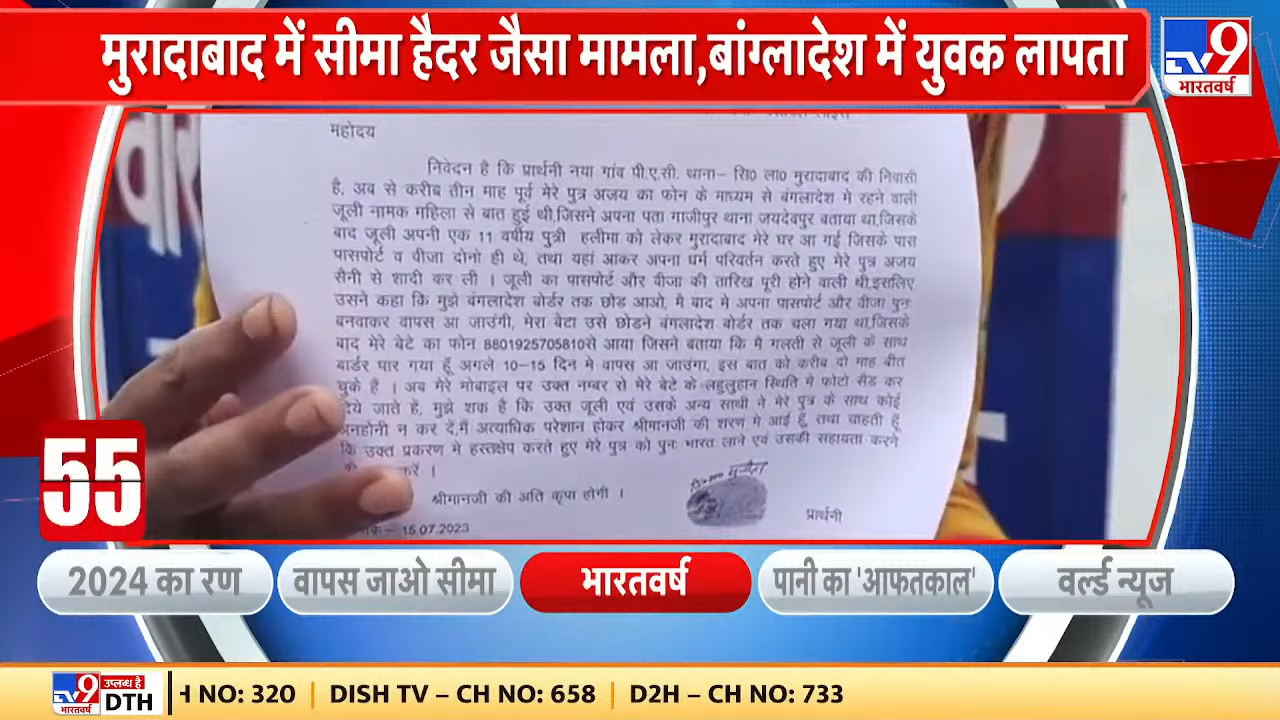 मुरादाबाद में सीमा हैदर जैसा मामला,बांग्लादेश में युवक लापता
TV9
भारतवर्ष
महोदय
निवेदन है कि प्रार्थनी नया गांव पी.ए.सी. थाना– सि0 ला0 मुरादाबाद की निवासी
है, अब से करीब तीन माह पूर्व मेरे पुत्र अजय का फोन के माध्यम से बंगलादेश मे रहने वाली
जूली नामक महिला से बात हुई थी,जिसने अपना पता गाजीपुर थाना जयदेवपुर बताया था,जिसके
बाद जूली अपनी एक 11 वर्षीय पुत्री हलीमा को लेकर मुरादाबाद मेरे घर आ गई जिसके पास
पासपोर्ट व वीजा दोनो ही थे, तथा यहां आकर अपना धर्म परिवर्तन करते हुए मेरे पुत्र अजय
सैनी से शादी कर ली । जूली का पासपोर्ट और वीजा की तारिख पूरी होने वाली थी,इसलिए
उसने कहा कि मुझे बंगलादेश बोर्डर तक छोड आओ, मै बाद मे अपना पासपोर्ट और वीजा पुनः
बनवाकर वापस आ जाउंगी, मेरा बेटा उसे छोडने बंगलादेश बोर्डर तक चला गया था,जिसके
बाद मेरे बेटे का फोन 8801925705810से आया जिसने बताया कि मै गलती से जूली के साथ
बार्डर पार गया हूँ अगले 10–15 दिन मे वापस आ जाउंगा, इस बात को करीब दो माह बीत
चुके है । अब मेरे मोबाइल पर उक्त नम्बर से मेरे बेटे के लहुलुहान स्थिति मे फोटो सैंड कर
दिये जाते हें, मुझे शक है कि उक्त जूली एवं उसके अन्य साथी ने मेरे पुत्र के साथ कोई
अनहोनी न कर दें,मैं अत्याधिक परेशान होकर श्रीमानजी की शरण मे आई हूँ, तथा चाहती हूँ
कि उक्त प्रकरण मे हस्तक्षेप करते हुए मेरे पुत्र को पुनः भारत लाने एवं उसकी सहायता करने
करें ।
श्रीमानजी की अति कृपा होगी ।
प्रार्थनी
15.07.2023
55
2024 का रण
वापस जाओ सीमा
भारतवर्ष
पानी का 'आफतकाल'
वर्ल्ड न्यूज
TV9 भारतवर्ष उप्लब्ध है DTH
H NO: 320 | DISH TV – CH NO: 658 | D2H – CH NO: 733